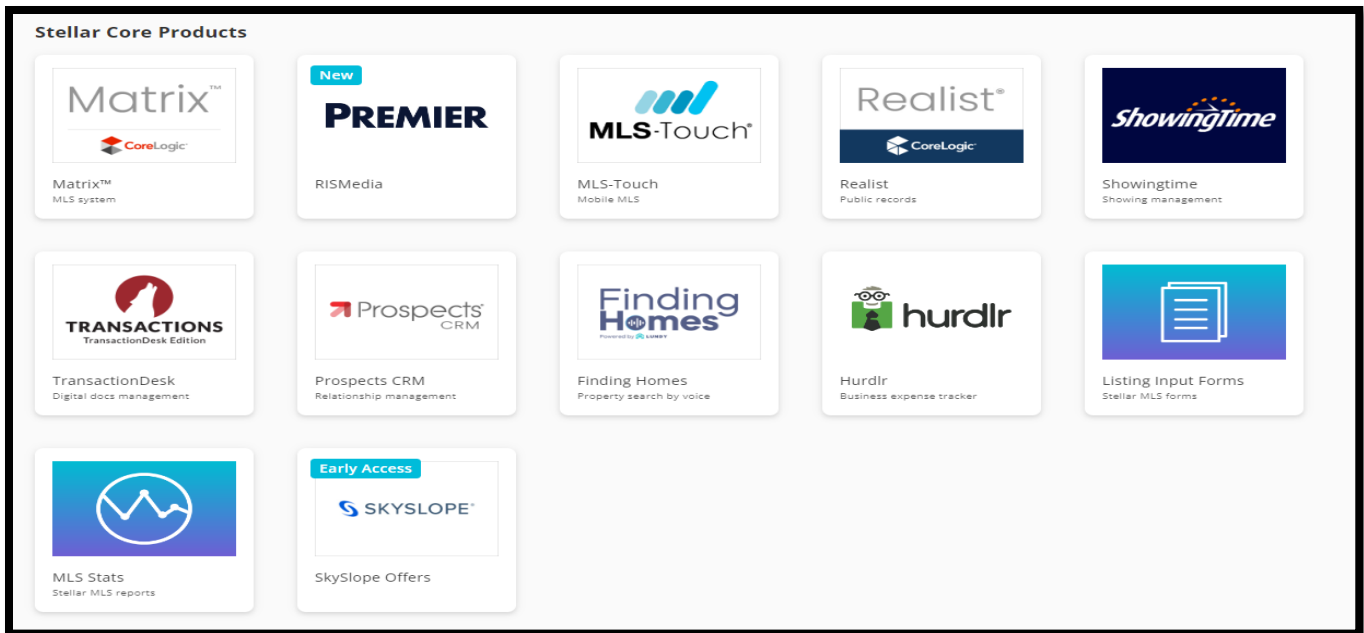 Stellar Core Products
Matrix™
CoreLogic®
Matrix™
MLS system
New
PREMIER
RISMedia
MLS-Touch®
MLS-Touch
Mobile MLS
Realist®
CoreLogic®
Realist
Public records
ShowingTime
Showingtime
Showing management
TRANSACTIONS
TransactionDesk Edition
TransactionDesk
Digital docs management
Prospects®
CRM
Prospects CRM
Relationship management
Finding
Homes
Powered by LUNDY
Finding Homes
Property search by voice
hurdlr
Hurdlr
Business expense tracker
Listing Input Forms
Stellar MLS forms
MLS Stats
Stellar MLS reports
Early Access
SKYSLOPE®
SkySlope Offers